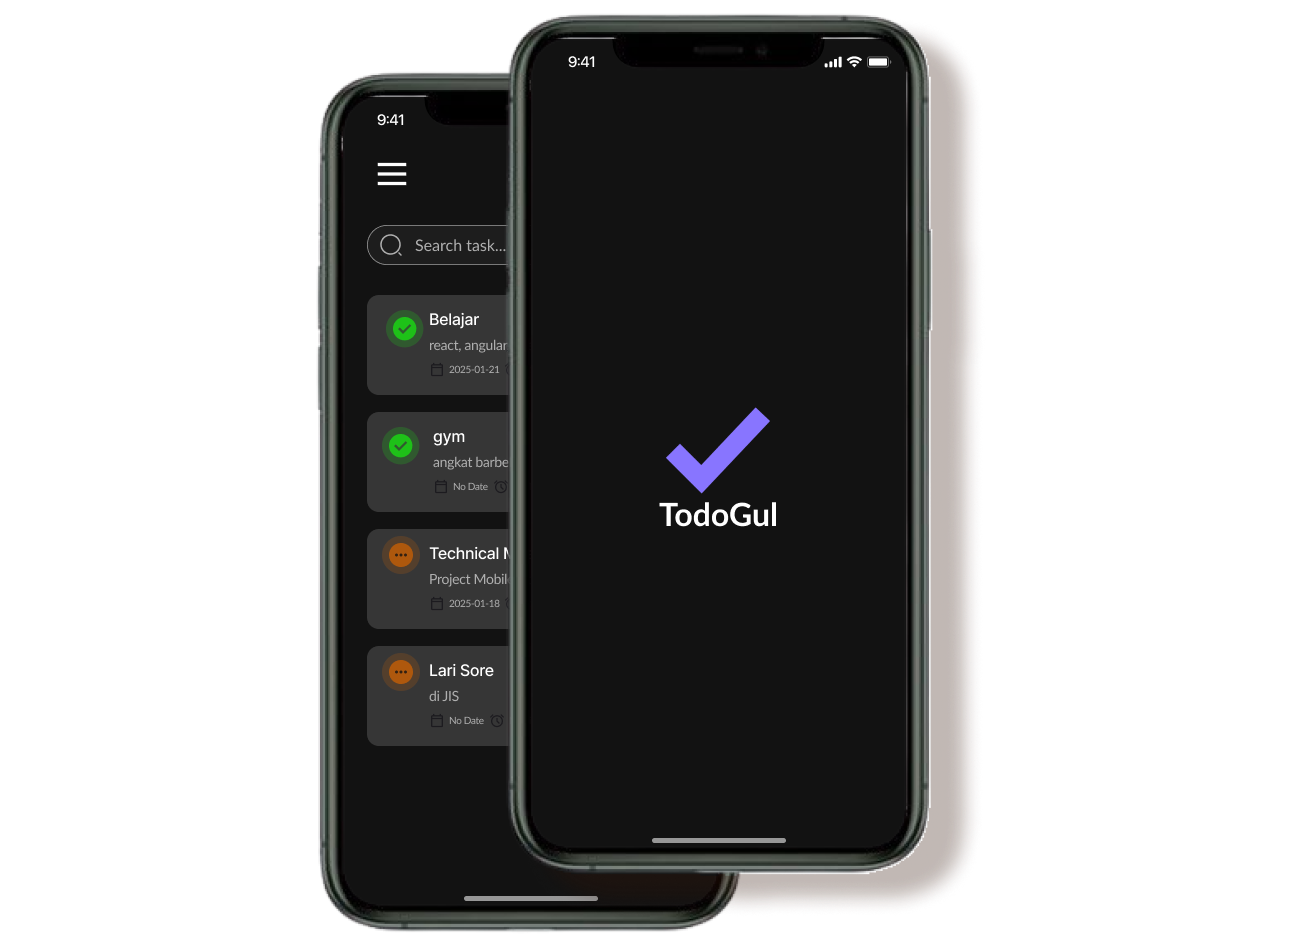 9:41
Search task...
Belajar
react, angular
2025-01-21
gym
angkat barbe
No Date
Technical
Project Mobil
2025-01-18
Lari Sore
di JIS
No Date
9:41
TodoGul